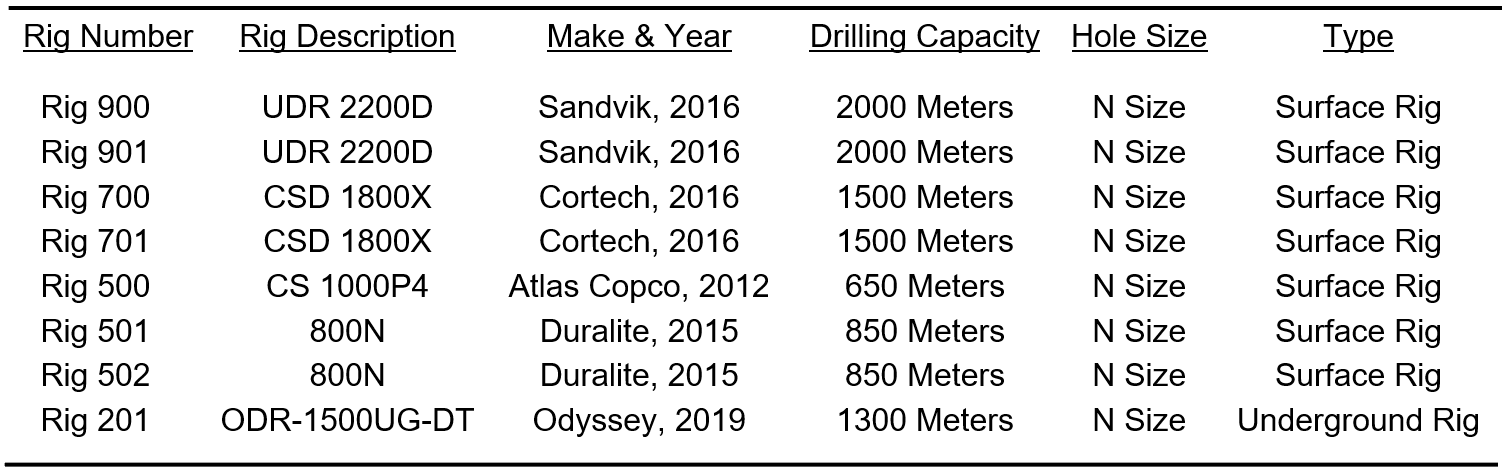 Rig Number Rig Description Make & Year Drilling Capacity Hole Size Type
Rig 900 UDR 2200D Sandvik, 2016 2000 Meters N Size Surface Rig
Rig 901 UDR 2200D Sandvik, 2016 2000 Meters N Size Surface Rig
Rig 700 CSD 1800X Cortech, 2016 1500 Meters N Size Surface Rig
Rig 701 CSD 1800X Cortech, 2016 1500 Meters N Size Surface Rig
Rig 500 CS 1000P4 Atlas Copco, 2012 650 Meters N Size Surface Rig
Rig 501 800N Duralite, 2015 850 Meters N Size Surface Rig
Rig 502 800N Duralite, 2015 850 Meters N Size Surface Rig
Rig 201 ODR-1500UG-DT Odyssey, 2019 1300 Meters N Size Underground Rig